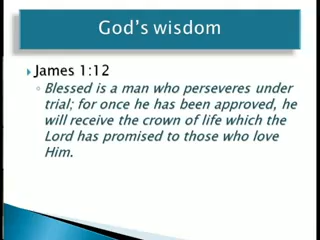 God's wisdom
James 1:12
Blessed is a man who perseveres under
trial; for once he has been approved, he
will receive the crown of life which the
Lord has promised to those who love
Him.